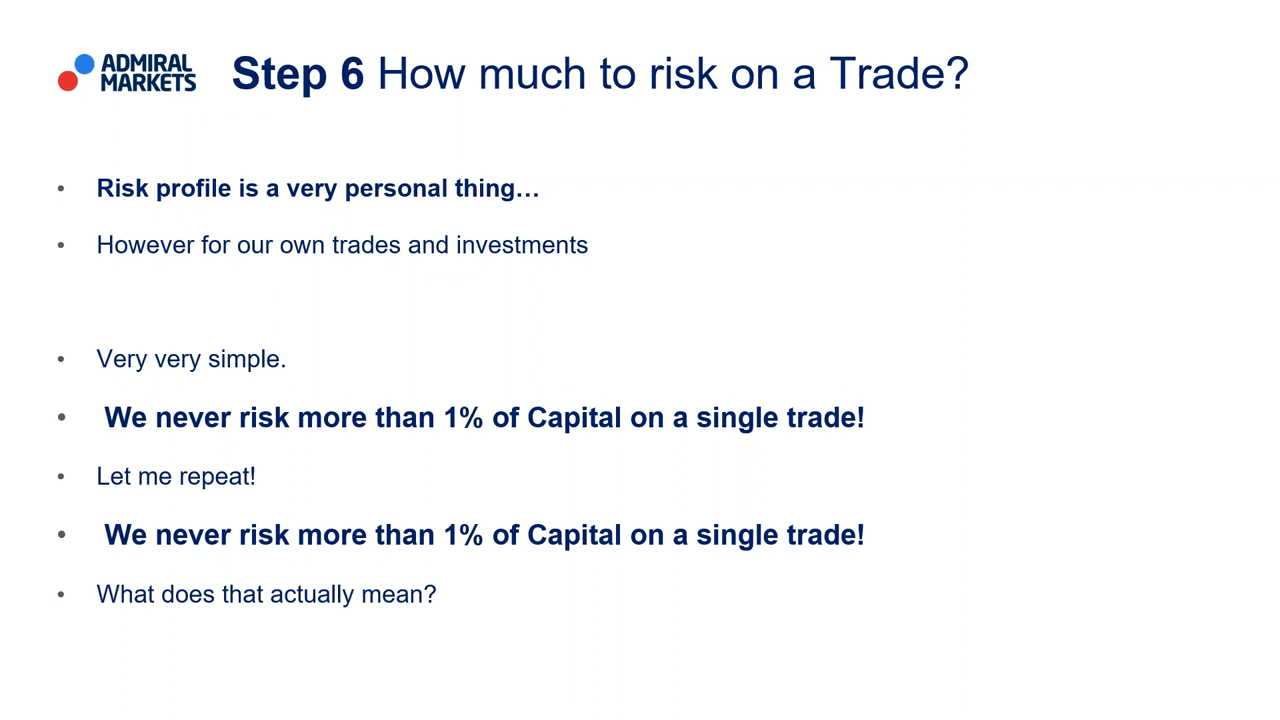 ADMIRAL
MARKETS
Step 6 How much to risk on a Trade?
• Risk profile is a very personal thing…
• However for our own trades and investments
• Very very simple.
• We never risk more than 1% of Capital on a single trade!
• Let me repeat!
• We never risk more than 1% of Capital on a single trade!
• What does that actually mean?